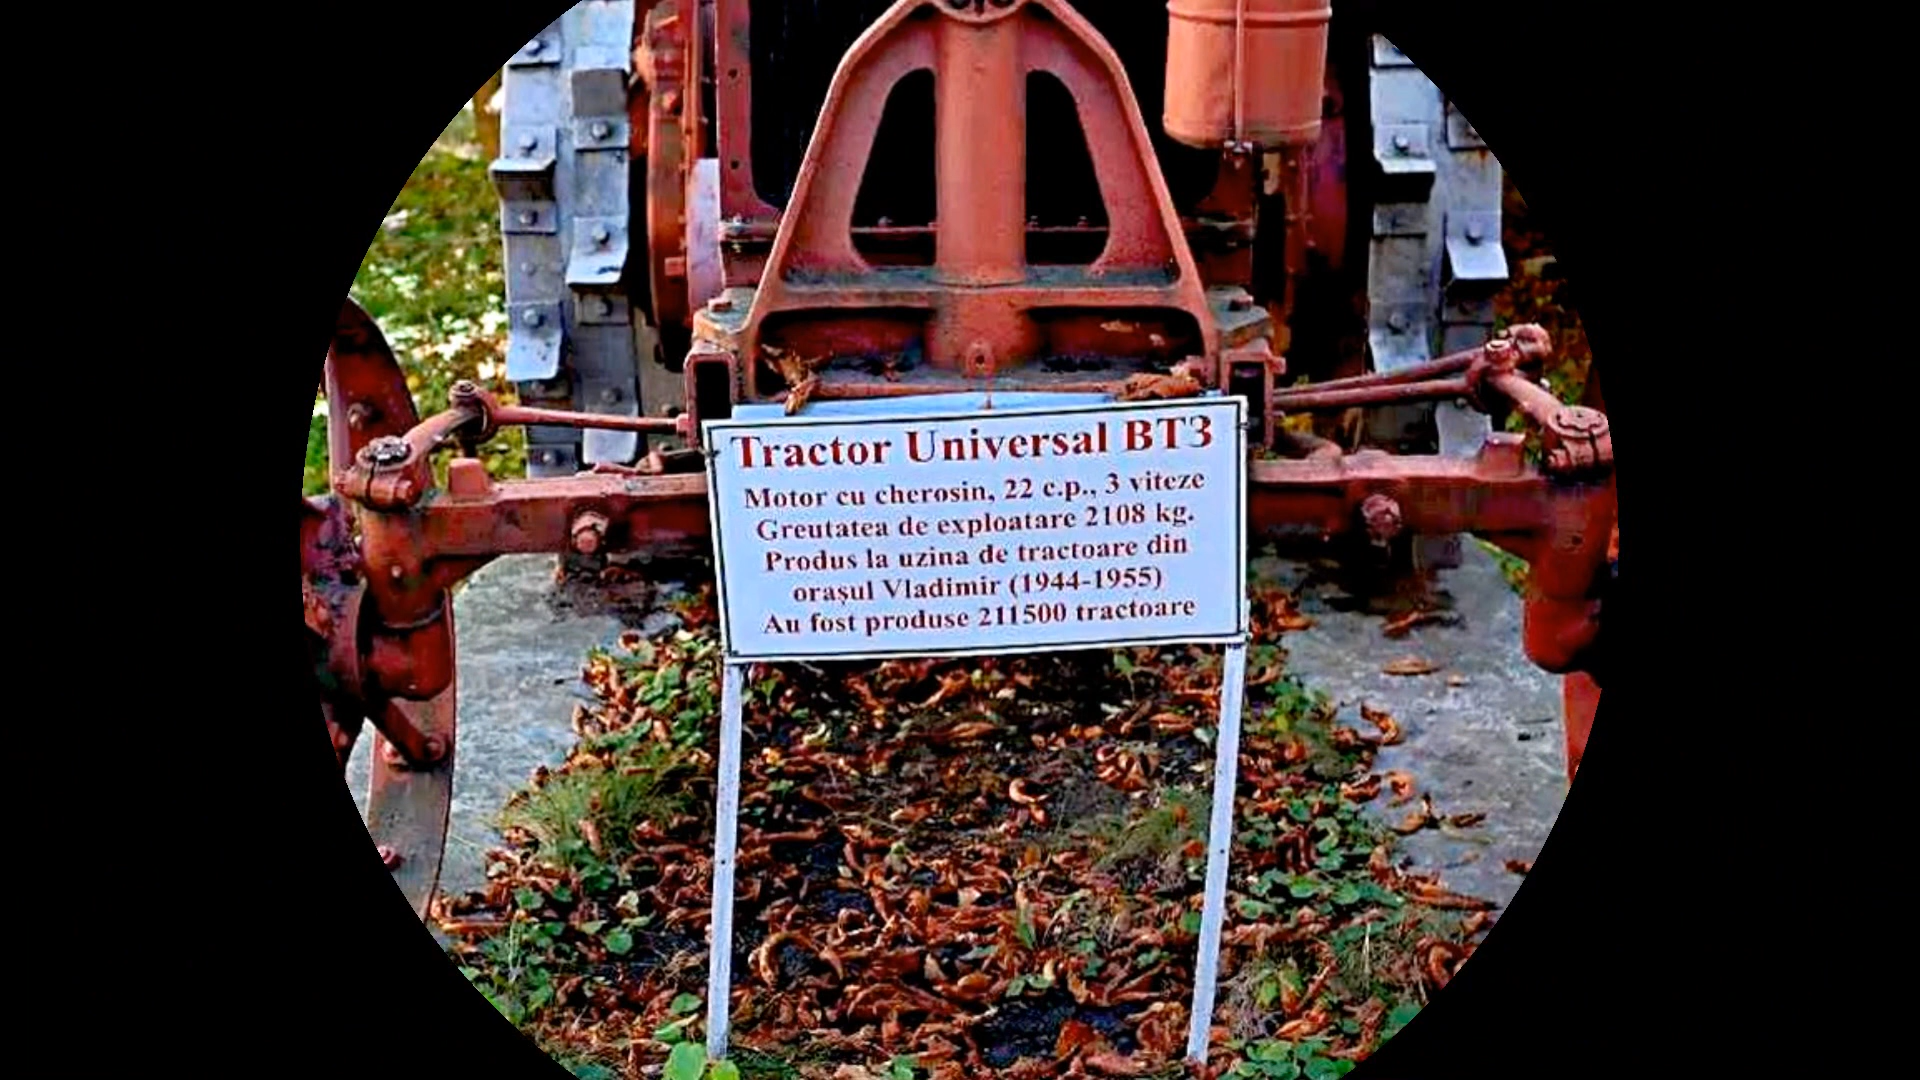 Tractor Universal BT3
Motor cu cherosin, 22 c.p., 3 viteze
Greutatea de exploatare 2108 kg.
Produs la uzina de tractoare din
orașul Vladimir (1944-1955)
Au fost produse 211500 tractoare